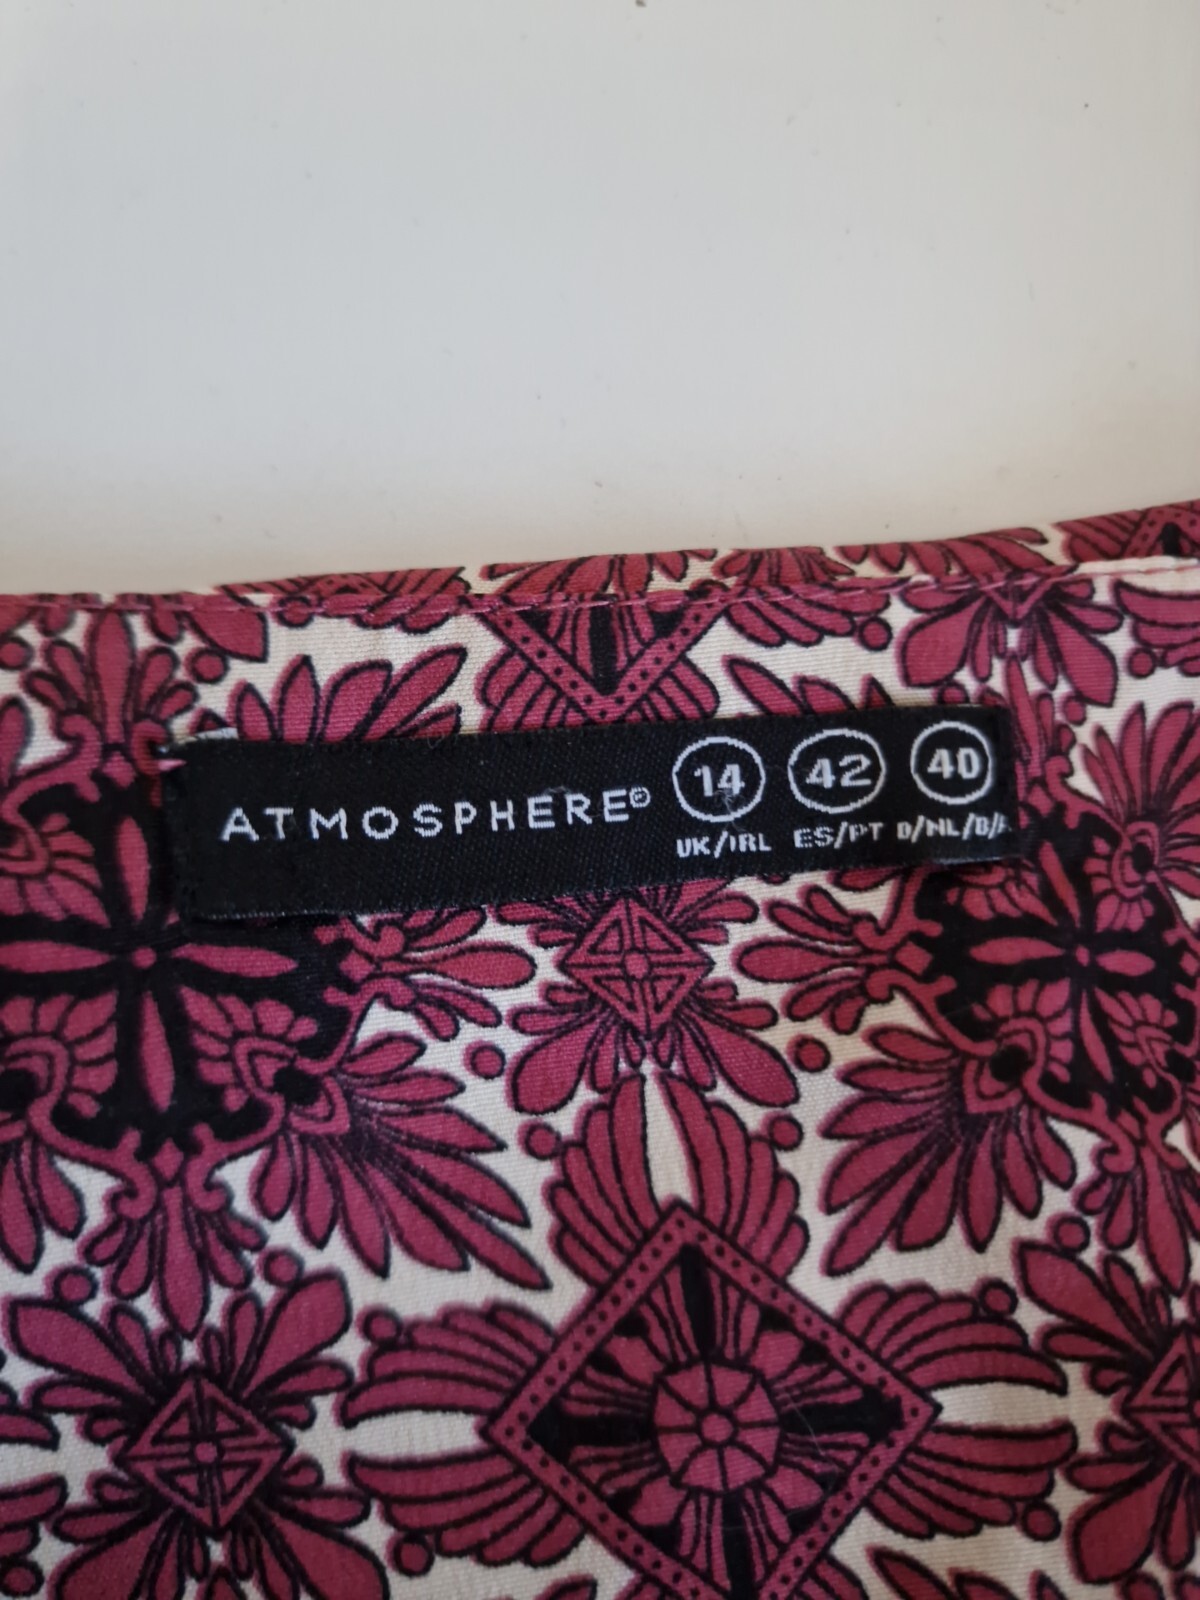 ATMOSPHERE© 14 42 40
UK/IRL ES/PT D/NL/B/A